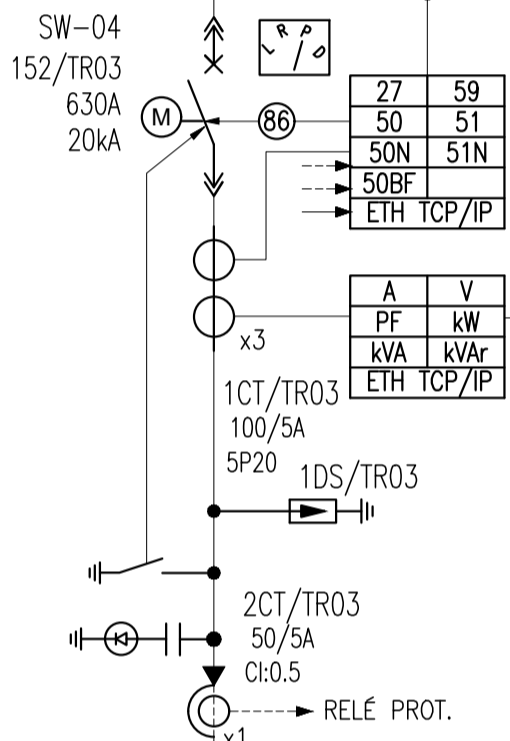 SW-04
152/TR03
630A
20kA
M
86
L R P D
27 59
50 51
50N 51N
50BF
ETH TCP/IP
A V
PF kW
kVA kVAr
ETH TCP/IP
x3
1CT/TR03
100/5A
5P20
1DS/TR03
2CT/TR03
50/5A
Cl:0.5
RELÉ PROT.
x1